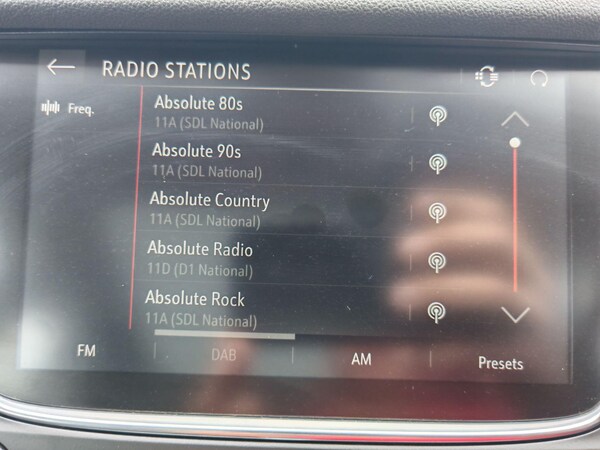 RADIO STATIONS
Freq.
Absolute 80s
11A (SDL National)
Absolute 90s
11A (SDL National)
Absolute Country
11A (SDL National)
Absolute Radio
11D (D1 National)
Absolute Rock
11A (SDL National)
FM DAB AM Presets